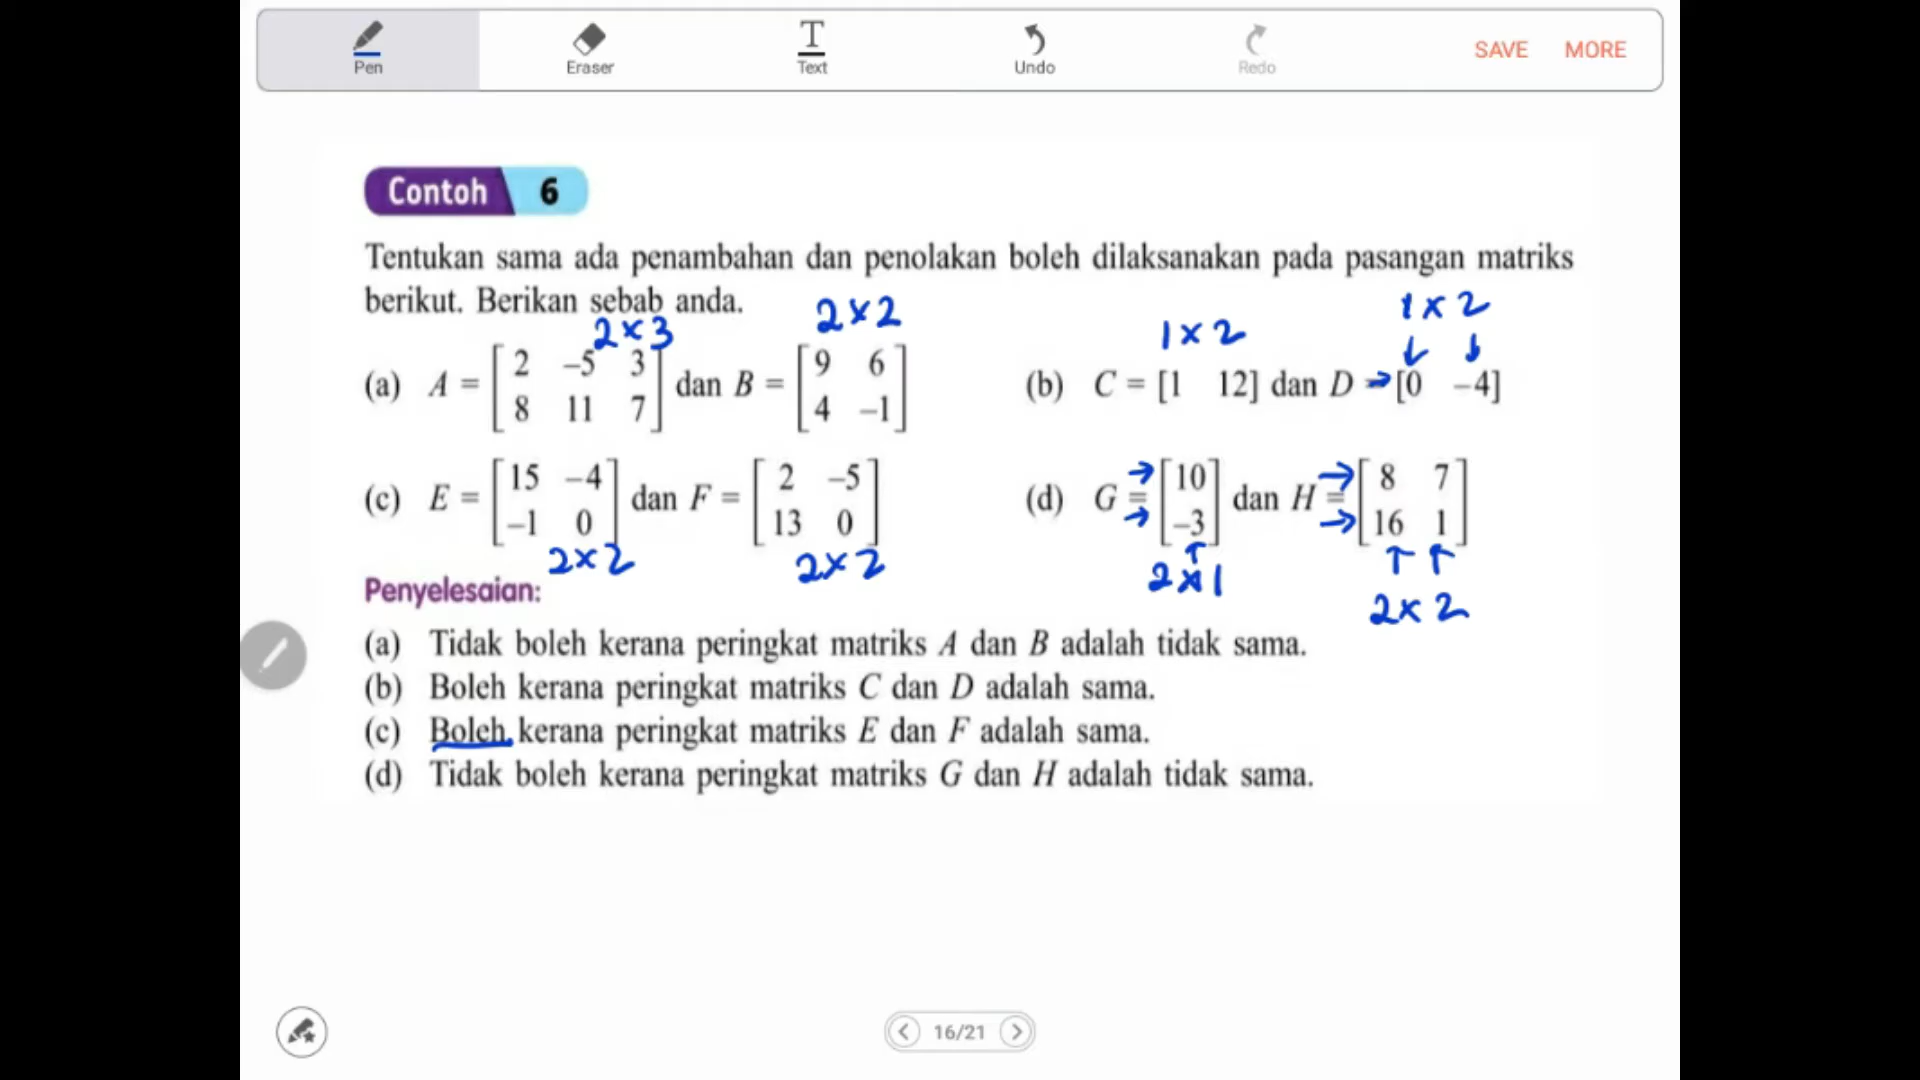 Pen
Eraser
Text
Undo
Redo
SAVE
MORE
Contoh 6
Tentukan sama ada penambahan dan penolakan boleh dilaksanakan pada pasangan matriks
berikut. Berikan sebab anda.
2 × 3
2 × 2
1 × 2
1 × 2
(a) A = [2 −5 3
8 11 7] dan B = [9 6
4 −1]
(b) C = [1 12] dan D = [0 −4]
(c) E = [15 −4
−1 0] dan F = [2 −5
13 0]
(d) G = [10
−3] dan H = [8 7
16 1]
2 × 2
2 × 2
2 × 1
2 × 2
Penyelesaian:
(a) Tidak boleh kerana peringkat matriks A dan B adalah tidak sama.
(b) Boleh kerana peringkat matriks C dan D adalah sama.
(c) Boleh kerana peringkat matriks E dan F adalah sama.
(d) Tidak boleh kerana peringkat matriks G dan H adalah tidak sama.
16/21